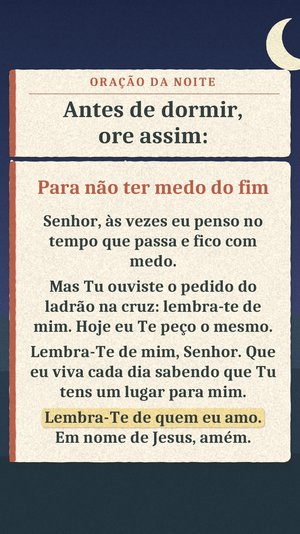 ORAÇÃO DA NOITE
Antes de dormir,
ore assim:
Para não ter medo do fim
Senhor, às vezes eu penso no
tempo que passa e fico com
medo.
Mas Tu ouviste o pedido do
ladrão na cruz: lembra-te de
mim. Hoje eu Te peço o mesmo.
Lembra-Te de mim, Senhor. Que
eu viva cada dia sabendo que Tu
tens um lugar para mim.
Lembra-Te de quem eu amo.
Em nome de Jesus, amém.